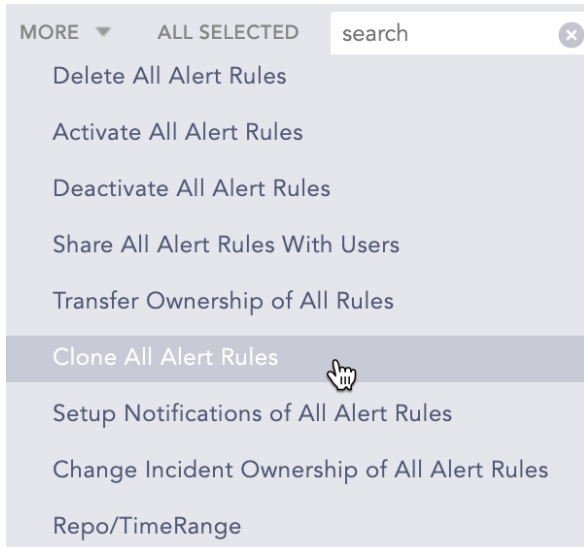 MORE ALL SELECTED search
Delete All Alert Rules
Activate All Alert Rules
Deactivate All Alert Rules
Share All Alert Rules With Users
Transfer Ownership of All Rules
Clone All Alert Rules
Setup Notifications of All Alert Rules
Change Incident Ownership of All Alert Rules
Repo/TimeRange